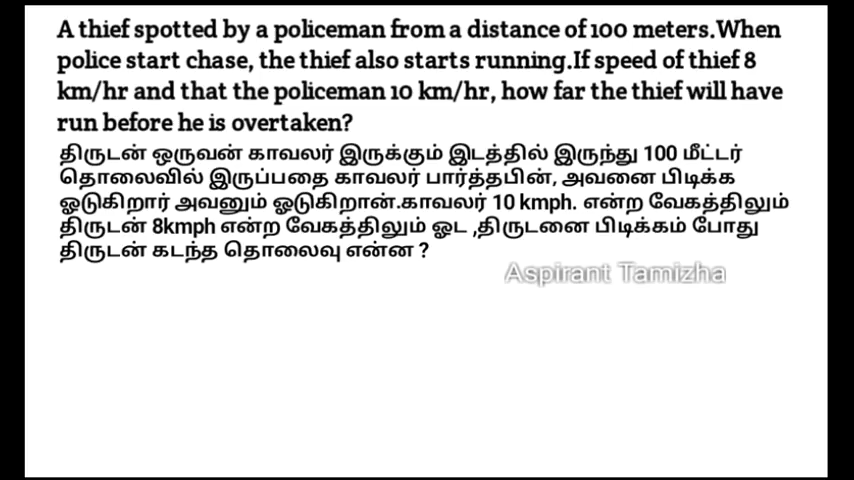 A thief spotted by a policeman from a distance of 100 meters.When
police start chase, the thief also starts running.If speed of thief 8
km/hr and that the policeman 10 km/hr, how far the thief will have
run before he is overtaken?
திருடன் ஒருவன் காவலர் இருக்கும் இடத்தில் இருந்து 100 மீட்டர்
தொலைவில் இருப்பதை காவலர் பார்த்தபின், அவனை பிடிக்க
ஓடுகிறார் அவனும் ஓடுகிறான்.காவலர் 10 kmph. என்ற வேகத்திலும்
திருடன் 8kmph என்ற வேகத்திலும் ஓட ,திருடனை பிடிக்கம் போது
திருடன் கடந்த தொலைவு என்ன ?
Aspirant Tamizha